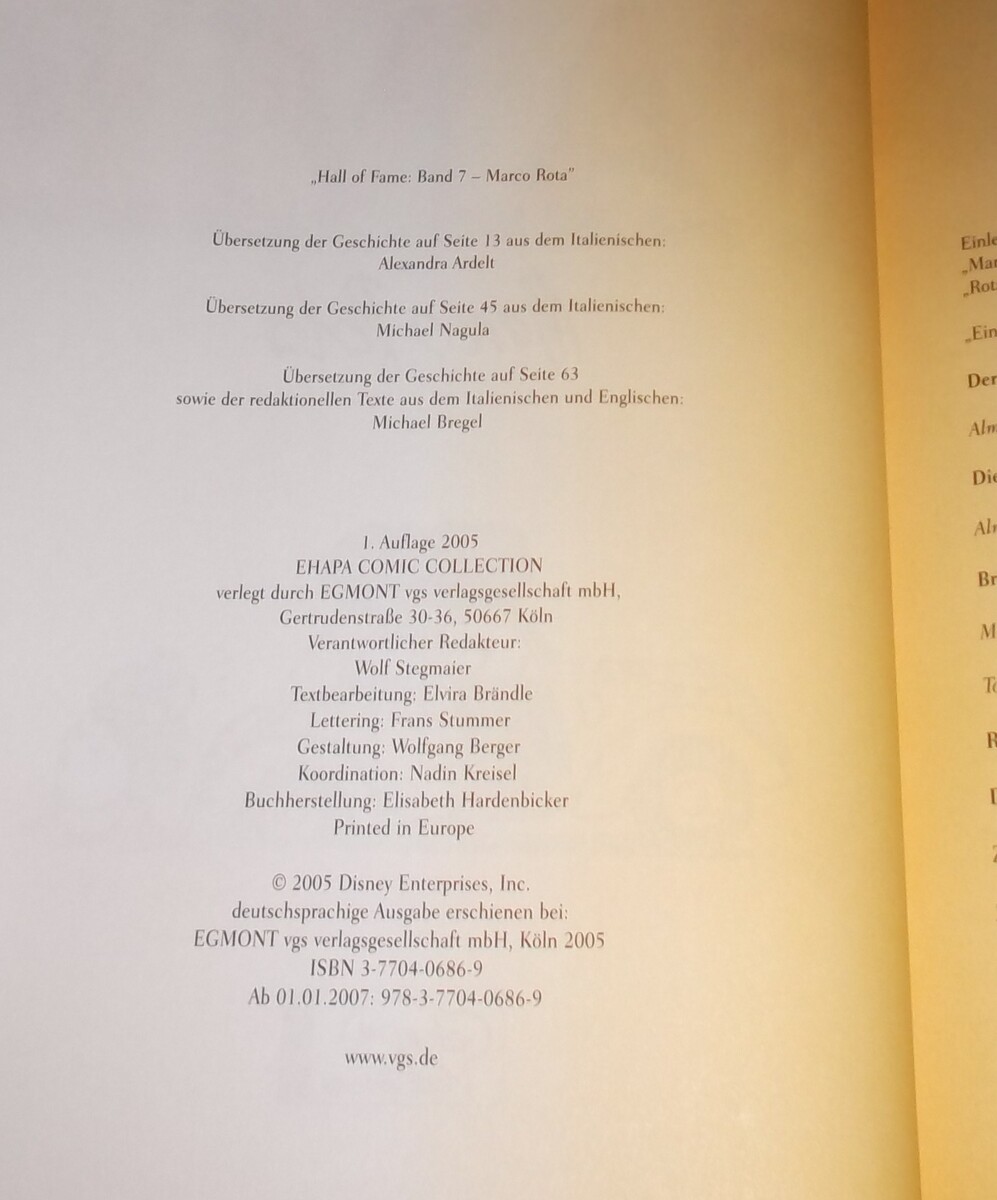 „Hall of Fame: Band 7 – Marco Rota"
Übersetzung der Geschichte auf Seite 13 aus dem Italienischen:
Alexandra Ardelt
Übersetzung der Geschichte auf Seite 45 aus dem Italienischen:
Michael Nagula
Übersetzung der Geschichte auf Seite 63
sowie der redaktionellen Texte aus dem Italienischen und Englischen:
Michael Bregel
1. Auflage 2005
EHAPA COMIC COLLECTION
verlegt durch EGMONT vgs verlagsgesellschaft mbH,
Gertrudenstraße 30-36, 50667 Köln
Verantwortlicher Redakteur:
Wolf Stegmaier
Textbearbeitung: Elvira Brändle
Lettering: Frans Stummer
Gestaltung: Wolfgang Berger
Koordination: Nadin Kreisel
Buchherstellung: Elisabeth Hardenbicker
Printed in Europe
© 2005 Disney Enterprises, Inc.
deutschsprachige Ausgabe erschienen bei:
EGMONT vgs verlagsgesellschaft mbH, Köln 2005
ISBN 3-7704-0686-9
Ab 01.01.2007: 978-3-7704-0686-9
www.vgs.de